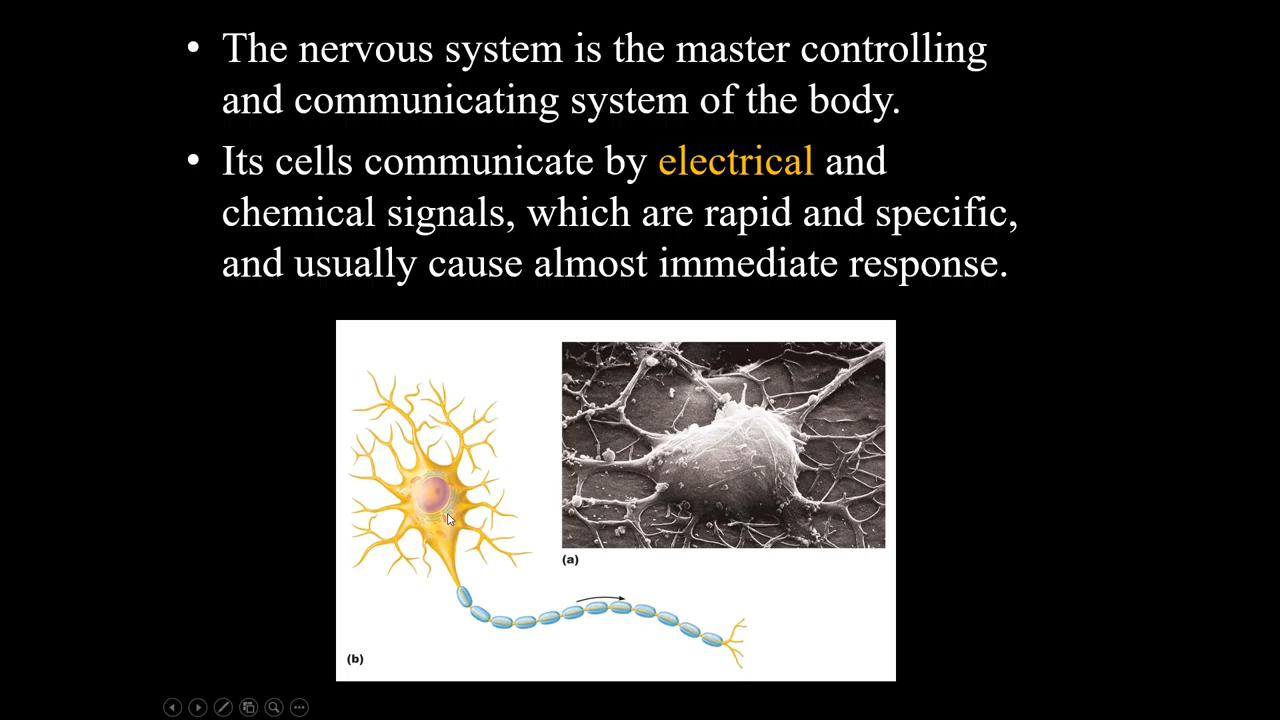 • The nervous system is the master controlling
and communicating system of the body.
• Its cells communicate by electrical and
chemical signals, which are rapid and specific,
and usually cause almost immediate response.
(a)
(b)